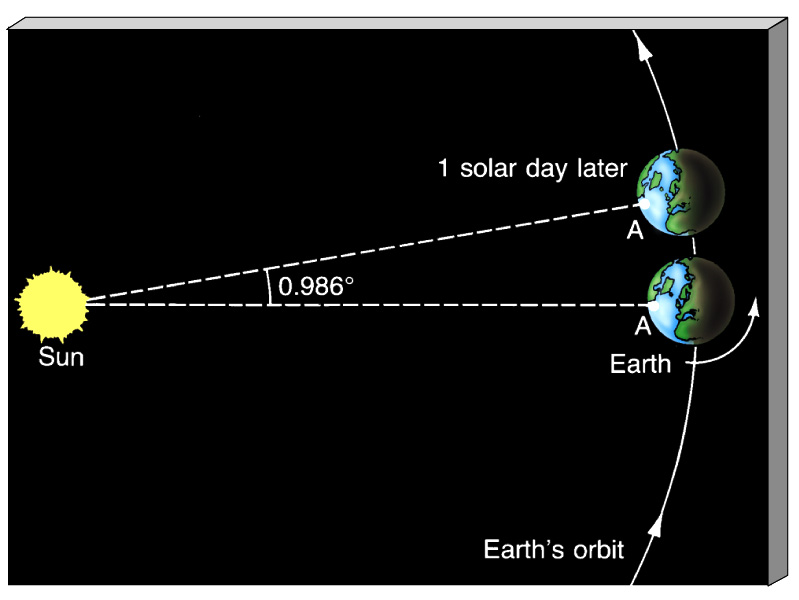 1 solar day later
A
0.986°
A
Sun
Earth
Earth's orbit